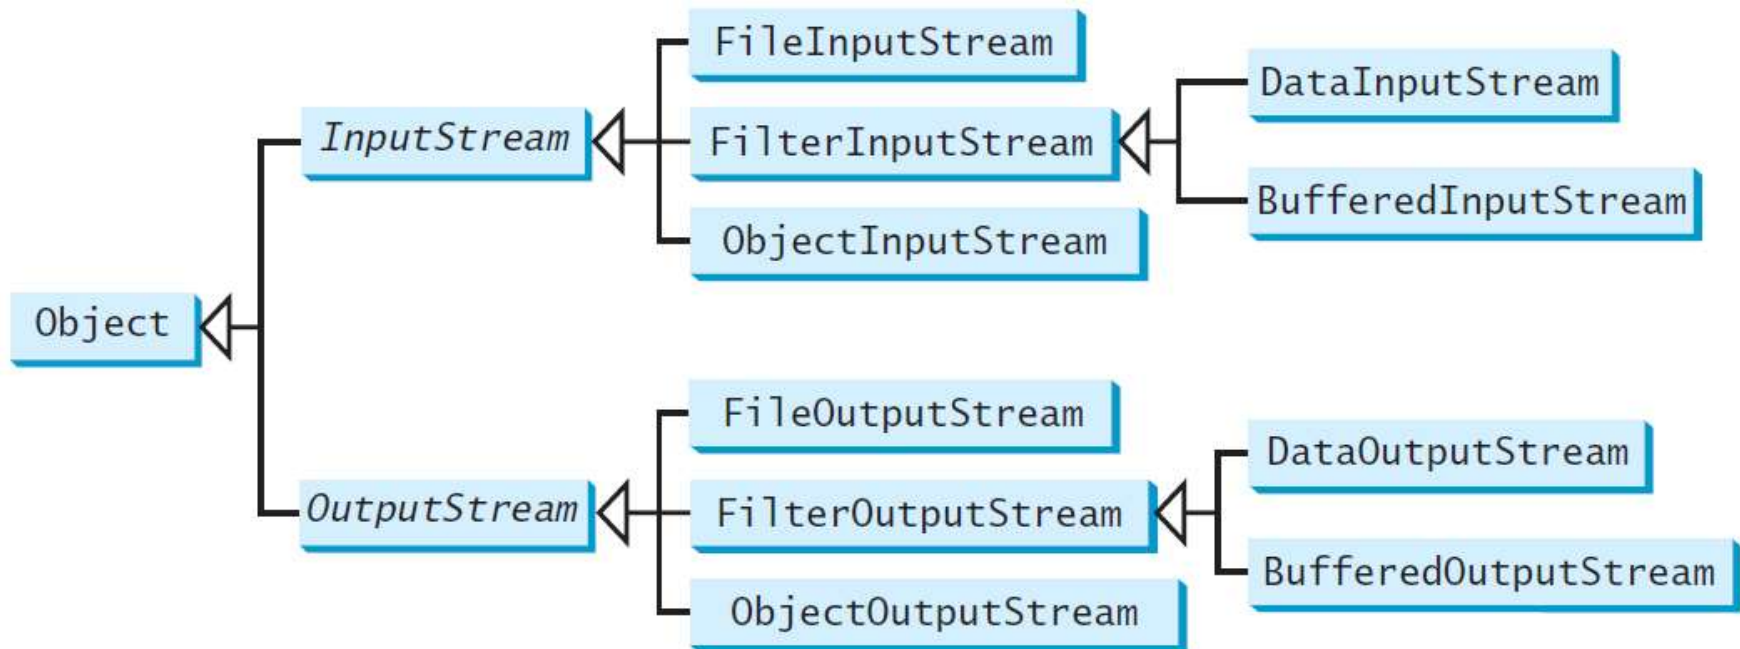 FileInputStream
DataInputStream
InputStream
FilterInputStream
BufferedInputStream
ObjectInputStream
Object
FileOutputStream
DataOutputStream
OutputStream
FilterOutputStream
BufferedOutputStream
ObjectOutputStream